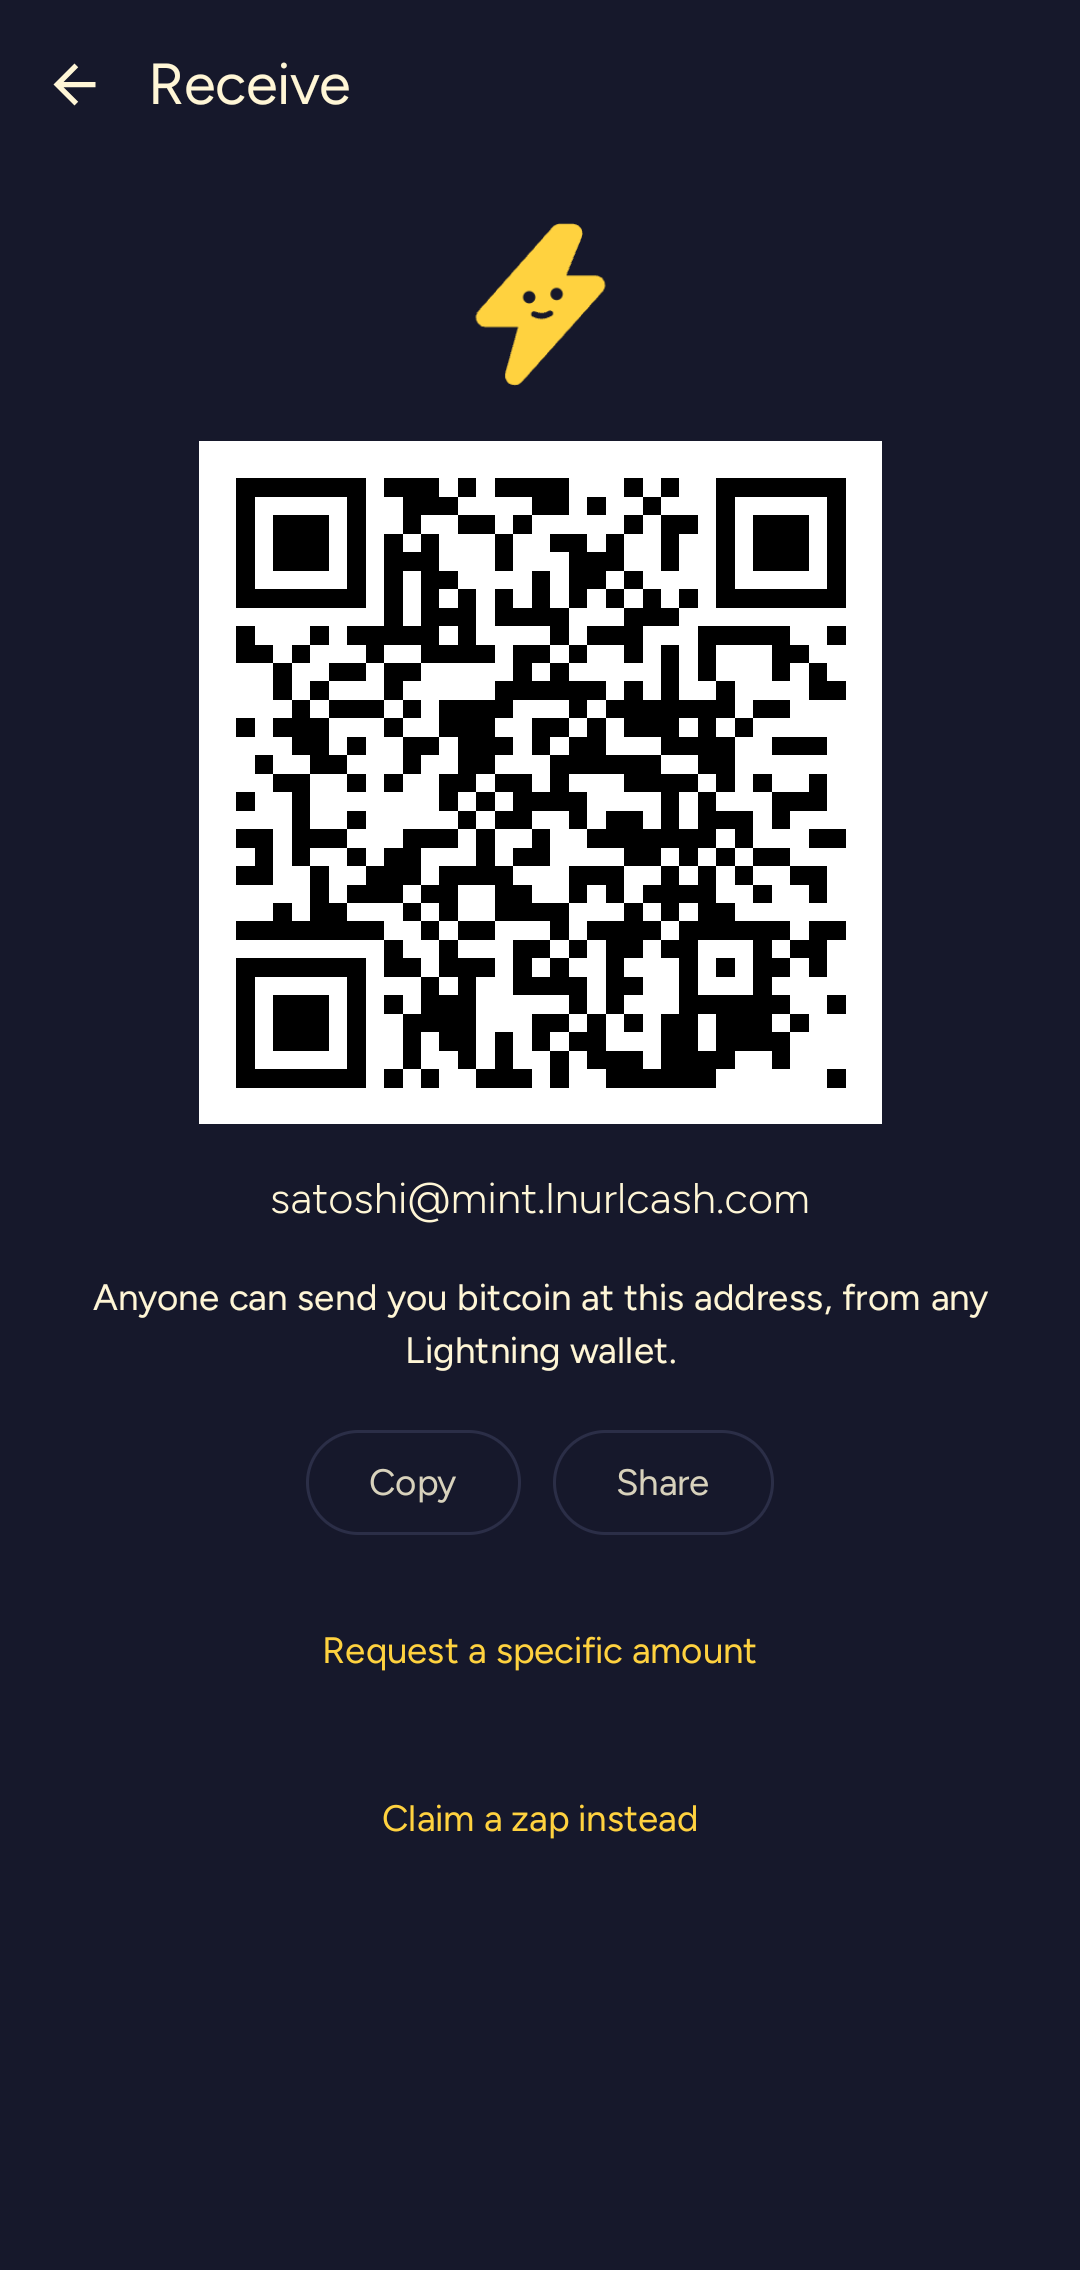 Receive
satoshi@mint.lnurlcash.com
Anyone can send you bitcoin at this address, from any
Lightning wallet.
Copy
Share
Request a specific amount
Claim a zap instead